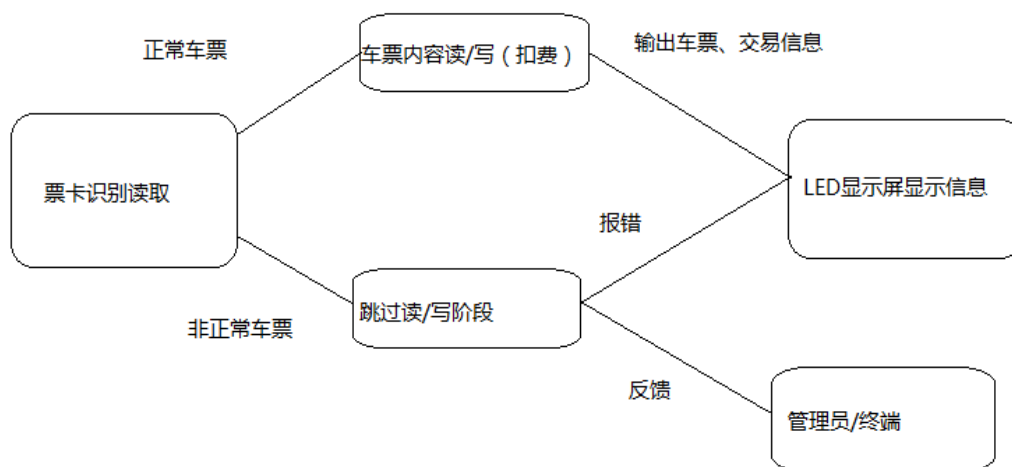 正常车票
车票内容读/写（扣费）
输出车票、交易信息
票卡识别读取
LED显示屏显示信息
报错
跳过读/写阶段
非正常车票
反馈
管理员/终端